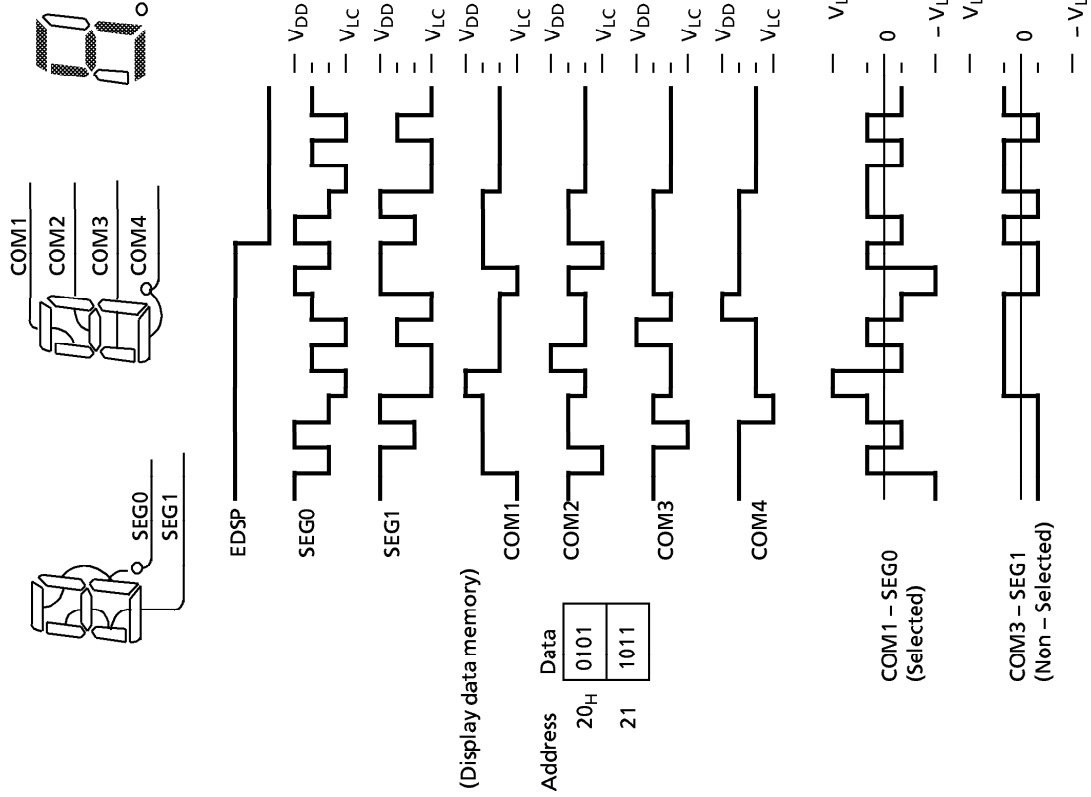 COM1
COM2
COM3
COM4
SEG0
SEG1
EDSP
SEG0
VDD
VLC
SEG1
VDD
VLC
(Display data memory)
Address Data
20H 0101
21 1011
COM1
VDD
VLC
COM2
VDD
VLC
COM3
VDD
VLC
COM4
VDD
VLC
COM1 – SEG0
(Selected)
0
COM3 – SEG1
(Non – Selected)
0